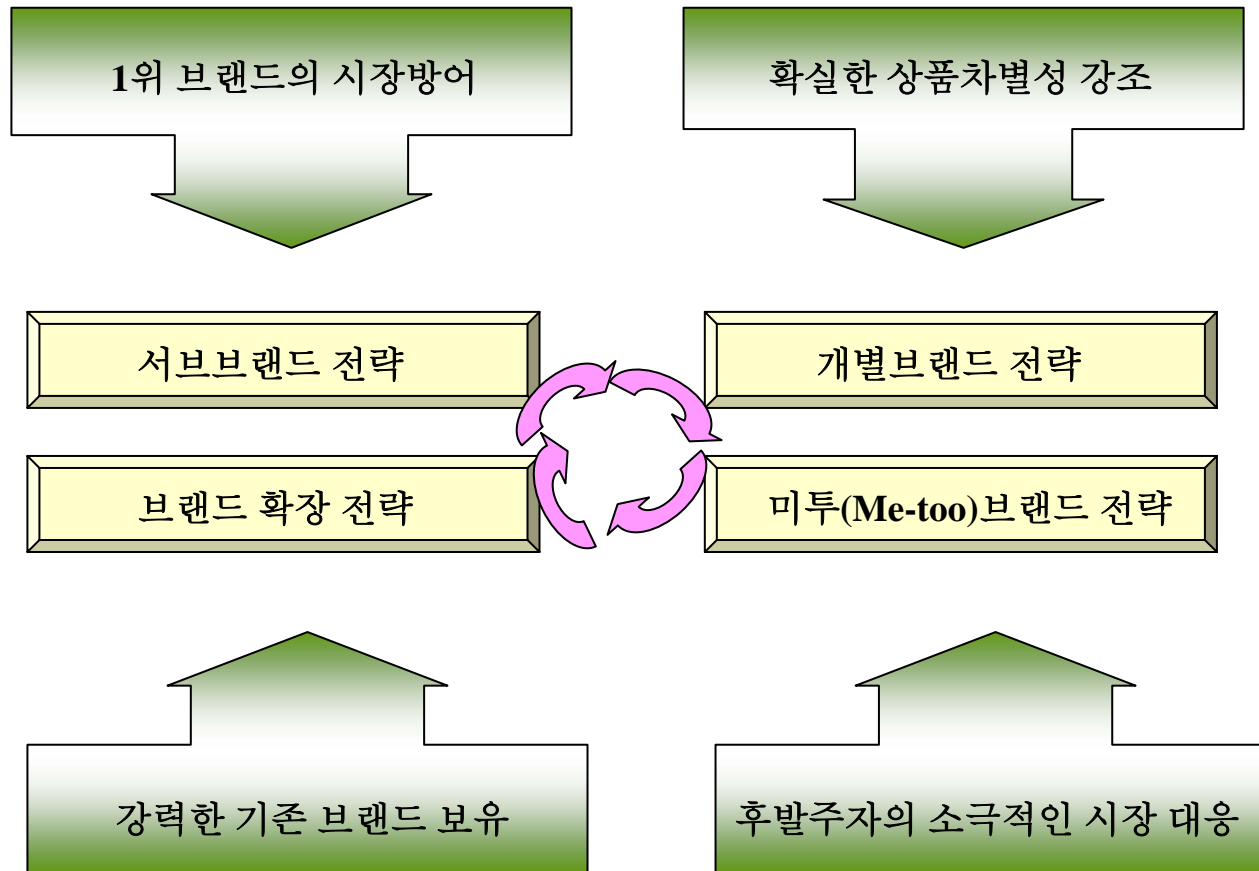 1위 브랜드의 시장방어
확실한 상품차별성 강조
서브브랜드 전략
개별브랜드 전략
브랜드 확장 전략
미투(Me-too)브랜드 전략
강력한 기존 브랜드 보유
후발주자의 소극적인 시장 대응